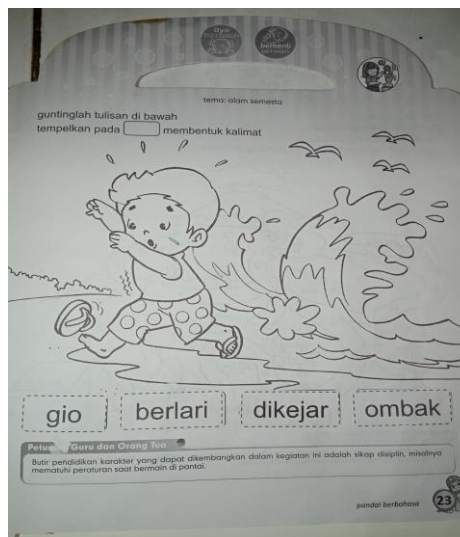 ayo
berhenti
tema: alam semesta
guntinglah tulisan di bawah
tempelkan pada membentuk kalimat
gio berlari dikejar ombak
Guru dan Orang Tua
Butir pendidikan karakter yang dapat dikembangkan dalam kegiatan ini adalah sikap disiplin, misalnya
mematuhi peraturan saat bermain di pantai.
pandai berbahasa 23